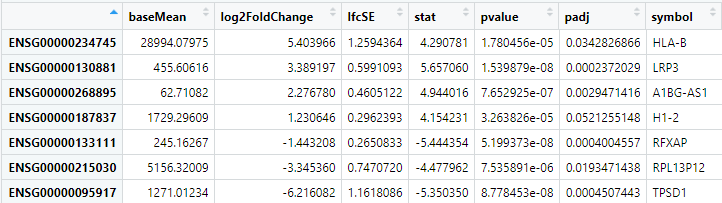 baseMean log2FoldChange lfcSE stat pvalue padj symbol
ENSG00000234745 28994.07975 5.403966 1.2594364 4.290781 1.780456e-05 0.0342826866 HLA-B
ENSG00000130881 455.60616 3.389197 0.5991093 5.657060 1.539879e-08 0.0002372029 LRP3
ENSG00000268895 62.71082 2.276780 0.4605122 4.944016 7.652925e-07 0.0029471416 A1BG-AS1
ENSG00000187837 1729.29609 1.230646 0.2962393 4.154231 3.263826e-05 0.0521255148 H1-2
ENSG00000133111 245.16267 -1.443208 0.2650833 -5.444354 5.199373e-08 0.0004004557 RFXAP
ENSG00000215030 5156.32009 -3.345360 0.7470720 -4.477962 7.535891e-06 0.0193471438 RPL13P12
ENSG00000095917 1271.01234 -6.216082 1.1618086 -5.350350 8.778453e-08 0.0004507443 TPSD1